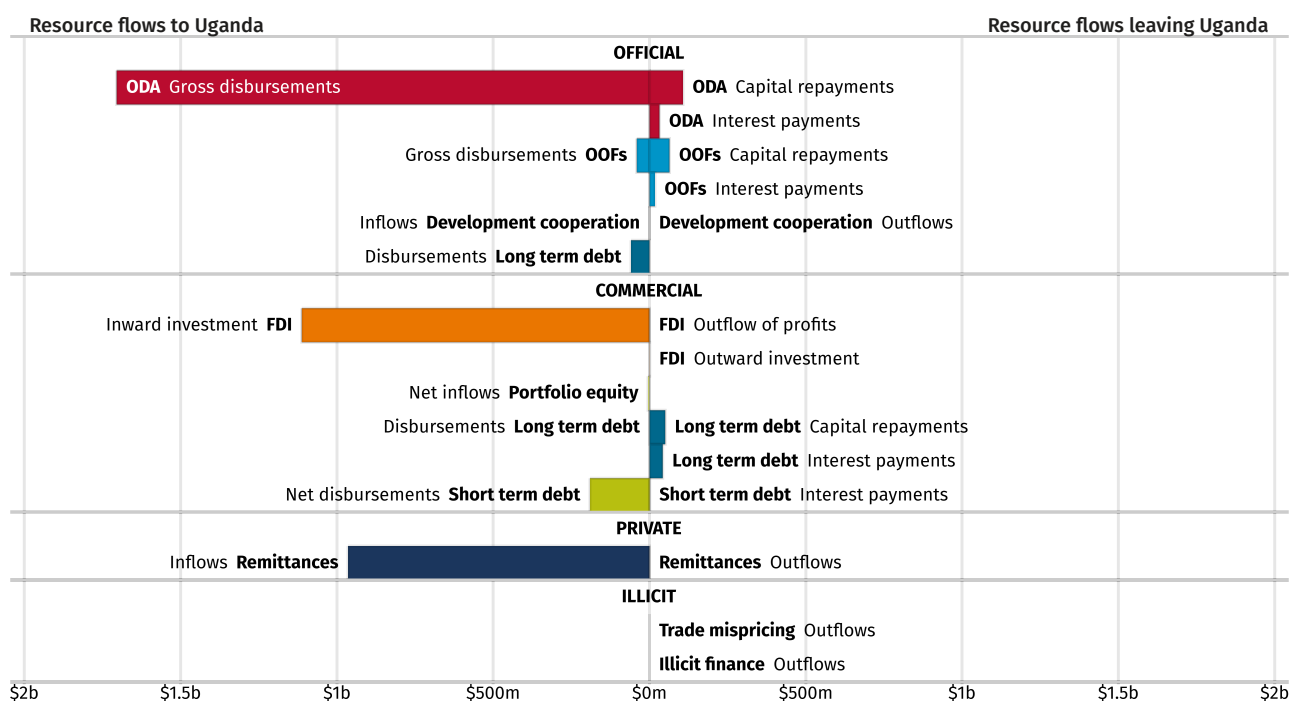 Resource flows to Uganda Resource flows leaving Uganda
OFFICIAL
ODA Gross disbursements ODA Capital repayments
ODA Interest payments
Gross disbursements OOFs OOFs Capital repayments
OOFs Interest payments
Inflows Development cooperation Development cooperation Outflows
Disbursements Long term debt
COMMERCIAL
Inward investment FDI FDI Outflow of profits
FDI Outward investment
Net inflows Portfolio equity
Disbursements Long term debt Long term debt Capital repayments
Long term debt Interest payments
Net disbursements Short term debt Short term debt Interest payments
PRIVATE
Inflows Remittances Remittances Outflows
ILLICIT
Trade mispricing Outflows
Illicit finance Outflows
$2b $1.5b $1b $500m $0m $500m $1b $1.5b $2b